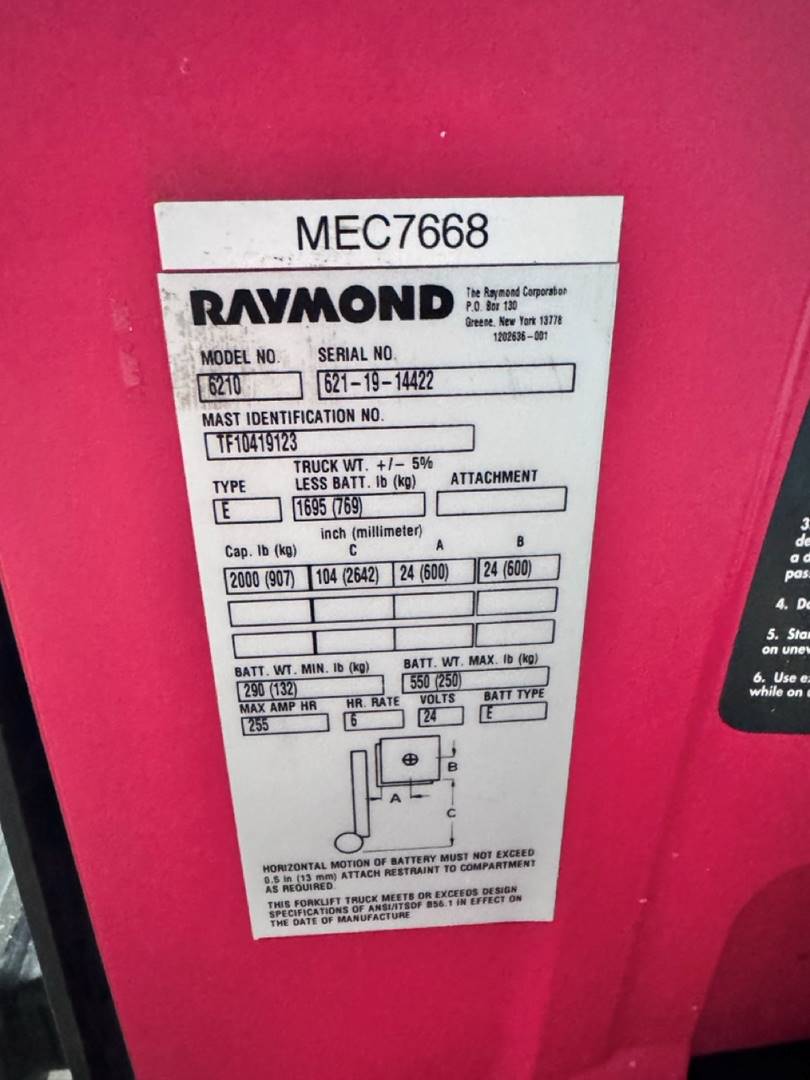 MEC7668
RAYMOND
The Raymond Corporation
P.O. Box 130
Greene, New York 13778
1202636-001
MODEL NO. SERIAL NO.
6210 621-19-14422
MAST IDENTIFICATION NO.
TF10419123
TRUCK WT. +/- 5%
TYPE LESS BATT. lb (kg) ATTACHMENT
E 1695 (769)
inch (millimeter)
Cap. lb (kg) C A B
2000 (907) 104 (2642) 24 (600) 24 (600)
BATT. WT. MIN. lb (kg) BATT. WT. MAX. lb (kg)
290 (132) 550 (250)
MAX AMP HR HR. RATE VOLTS BATT TYPE
255 6 24 E
B
A
C
HORIZONTAL MOTION OF BATTERY MUST NOT EXCEED
0.5 in (13 mm) ATTACH RESTRAINT TO COMPARTMENT
AS REQUIRED.
THIS FORKLIFT TRUCK MEETS OR EXCEEDS DESIGN
SPECIFICATIONS OF ANSI/ITSDF B56.1 IN EFFECT ON
THE DATE OF MANUFACTURE
3.
a
4.
5.
on
6. Use
while on